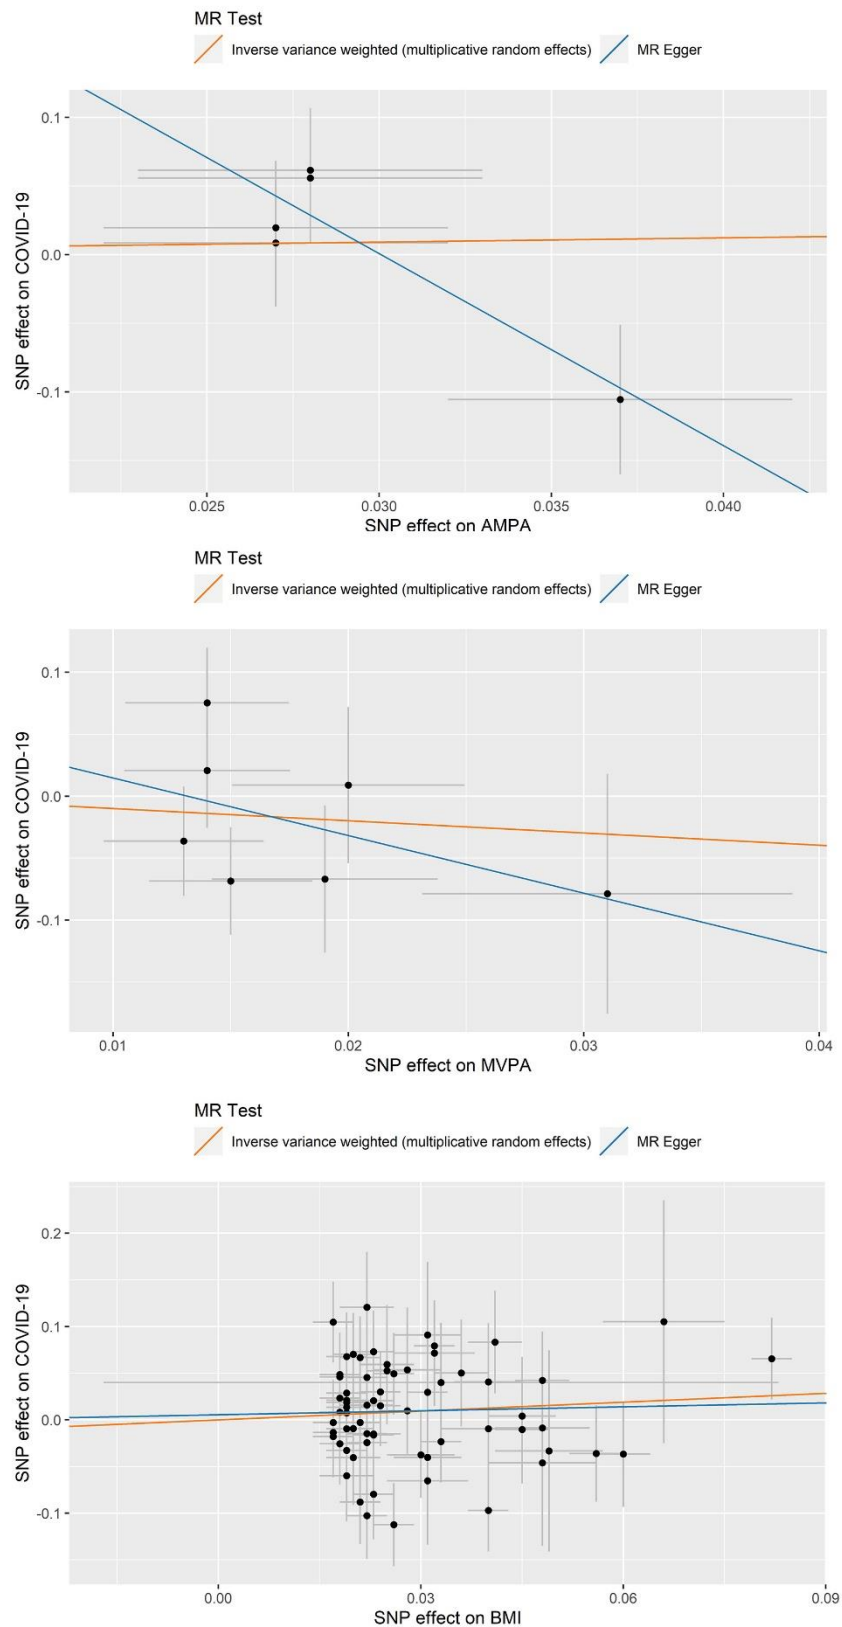 MR Test
Inverse variance weighted (multiplicative random effects) MR Egger
0.1
0.0
-0.1
SNP effect on COVID-19
0.025 0.030 0.035 0.040
SNP effect on AMPA
MR Test
Inverse variance weighted (multiplicative random effects) MR Egger
0.1
0.0
-0.1
SNP effect on COVID-19
0.01 0.02 0.03 0.04
SNP effect on MVPA
MR Test
Inverse variance weighted (multiplicative random effects) MR Egger
0.2
0.1
0.0
-0.1
SNP effect on COVID-19
0.00 0.03 0.06 0.09
SNP effect on BMI